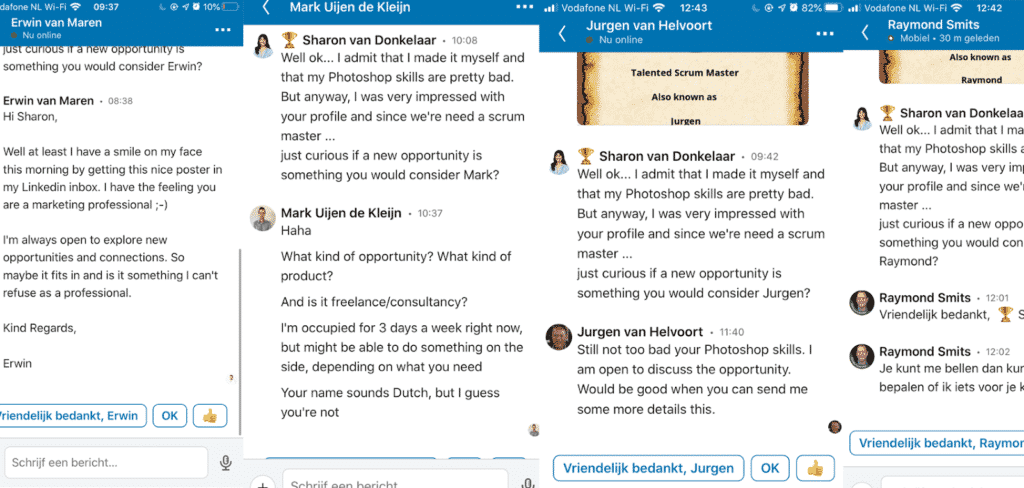 odafone NL Wi-Fi 09:37 10%
Erwin van Maren
Nu online
just curious if a new opportunity is
something you would consider Erwin?
Erwin van Maren • 08:38
Hi Sharon,
Well at least I have a smile on my face
this morning by getting this nice poster in
my Linkedin inbox. I have the feeling you
are a marketing professional ;-)
I'm always open to explore new
opportunities and connections. So
maybe it fits in and is it something I can't
refuse as a professional.
Kind Regards,
Erwin
Vriendelijk bedankt, Erwin OK 👍
Schrijf een bericht...
Mark Uijen de Kleijn
🏆 Sharon van Donkelaar • 10:08
Well ok... I admit that I made it myself and
that my Photoshop skills are pretty bad.
But anyway, I was very impressed with
your profile and since we're need a scrum
master ...
just curious if a new opportunity is
something you would consider Mark?
Mark Uijen de Kleijn • 10:37
Haha
What kind of opportunity? What kind of
product?
And is it freelance/consultancy?
I'm occupied for 3 days a week right now,
but might be able to do something on the
side, depending on what you need
Your name sounds Dutch, but I guess
you're not
Schrijf een bericht
Vodafone NL Wi-Fi 12:43 82%
Jurgen van Helvoort
Nu online
Talented Scrum Master
Also known as
Jurgen
🏆 Sharon van Donkelaar • 09:42
Well ok... I admit that I made it myself and
that my Photoshop skills are pretty bad.
But anyway, I was very impressed with
your profile and since we're need a scrum
master ...
just curious if a new opportunity is
something you would consider Jurgen?
Jurgen van Helvoort • 11:40
Still not too bad your Photoshop skills. I
am open to discuss the opportunity.
Would be good when you can send me
some more details this.
Vriendelijk bedankt, Jurgen OK 👍
Vodafone NL Wi-Fi 12:42
Raymond Smits
Mobiel • 30 m geleden
Also known as
Raymond
🏆 Sharon van Donkelaa
Well ok... I admit that I ma
that my Photoshop skills a
But anyway, I was very im
your profile and since we'
master ...
just curious if a new oppo
something you would con
Raymond?
Raymond Smits • 12:01
Vriendelijk bedankt, 🏆 S
Raymond Smits • 12:02
Je kunt me bellen dan kun
bepalen of ik iets voor je k
Vriendelijk bedankt, Raymon